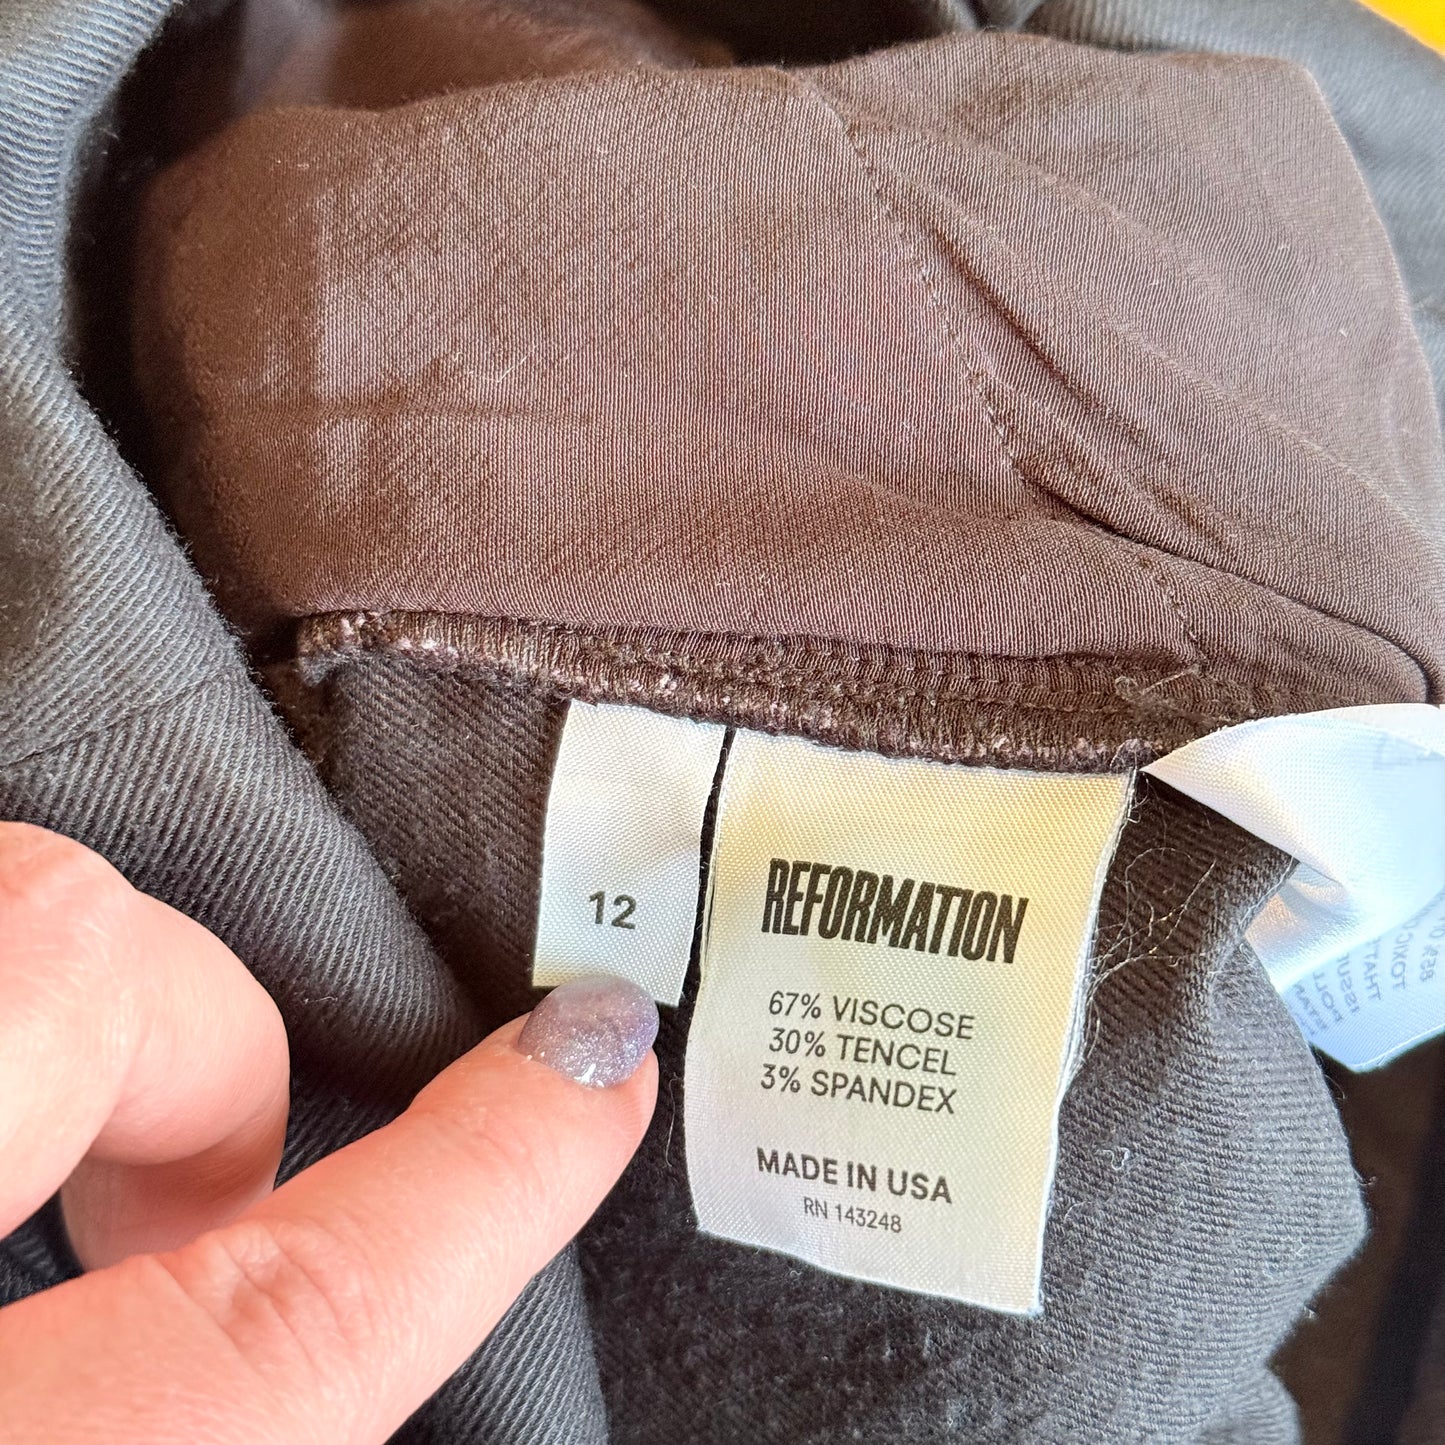 12
REFORMATION
67% VISCOSE
30% TENCEL
3% SPANDEX
MADE IN USA
RN 143248